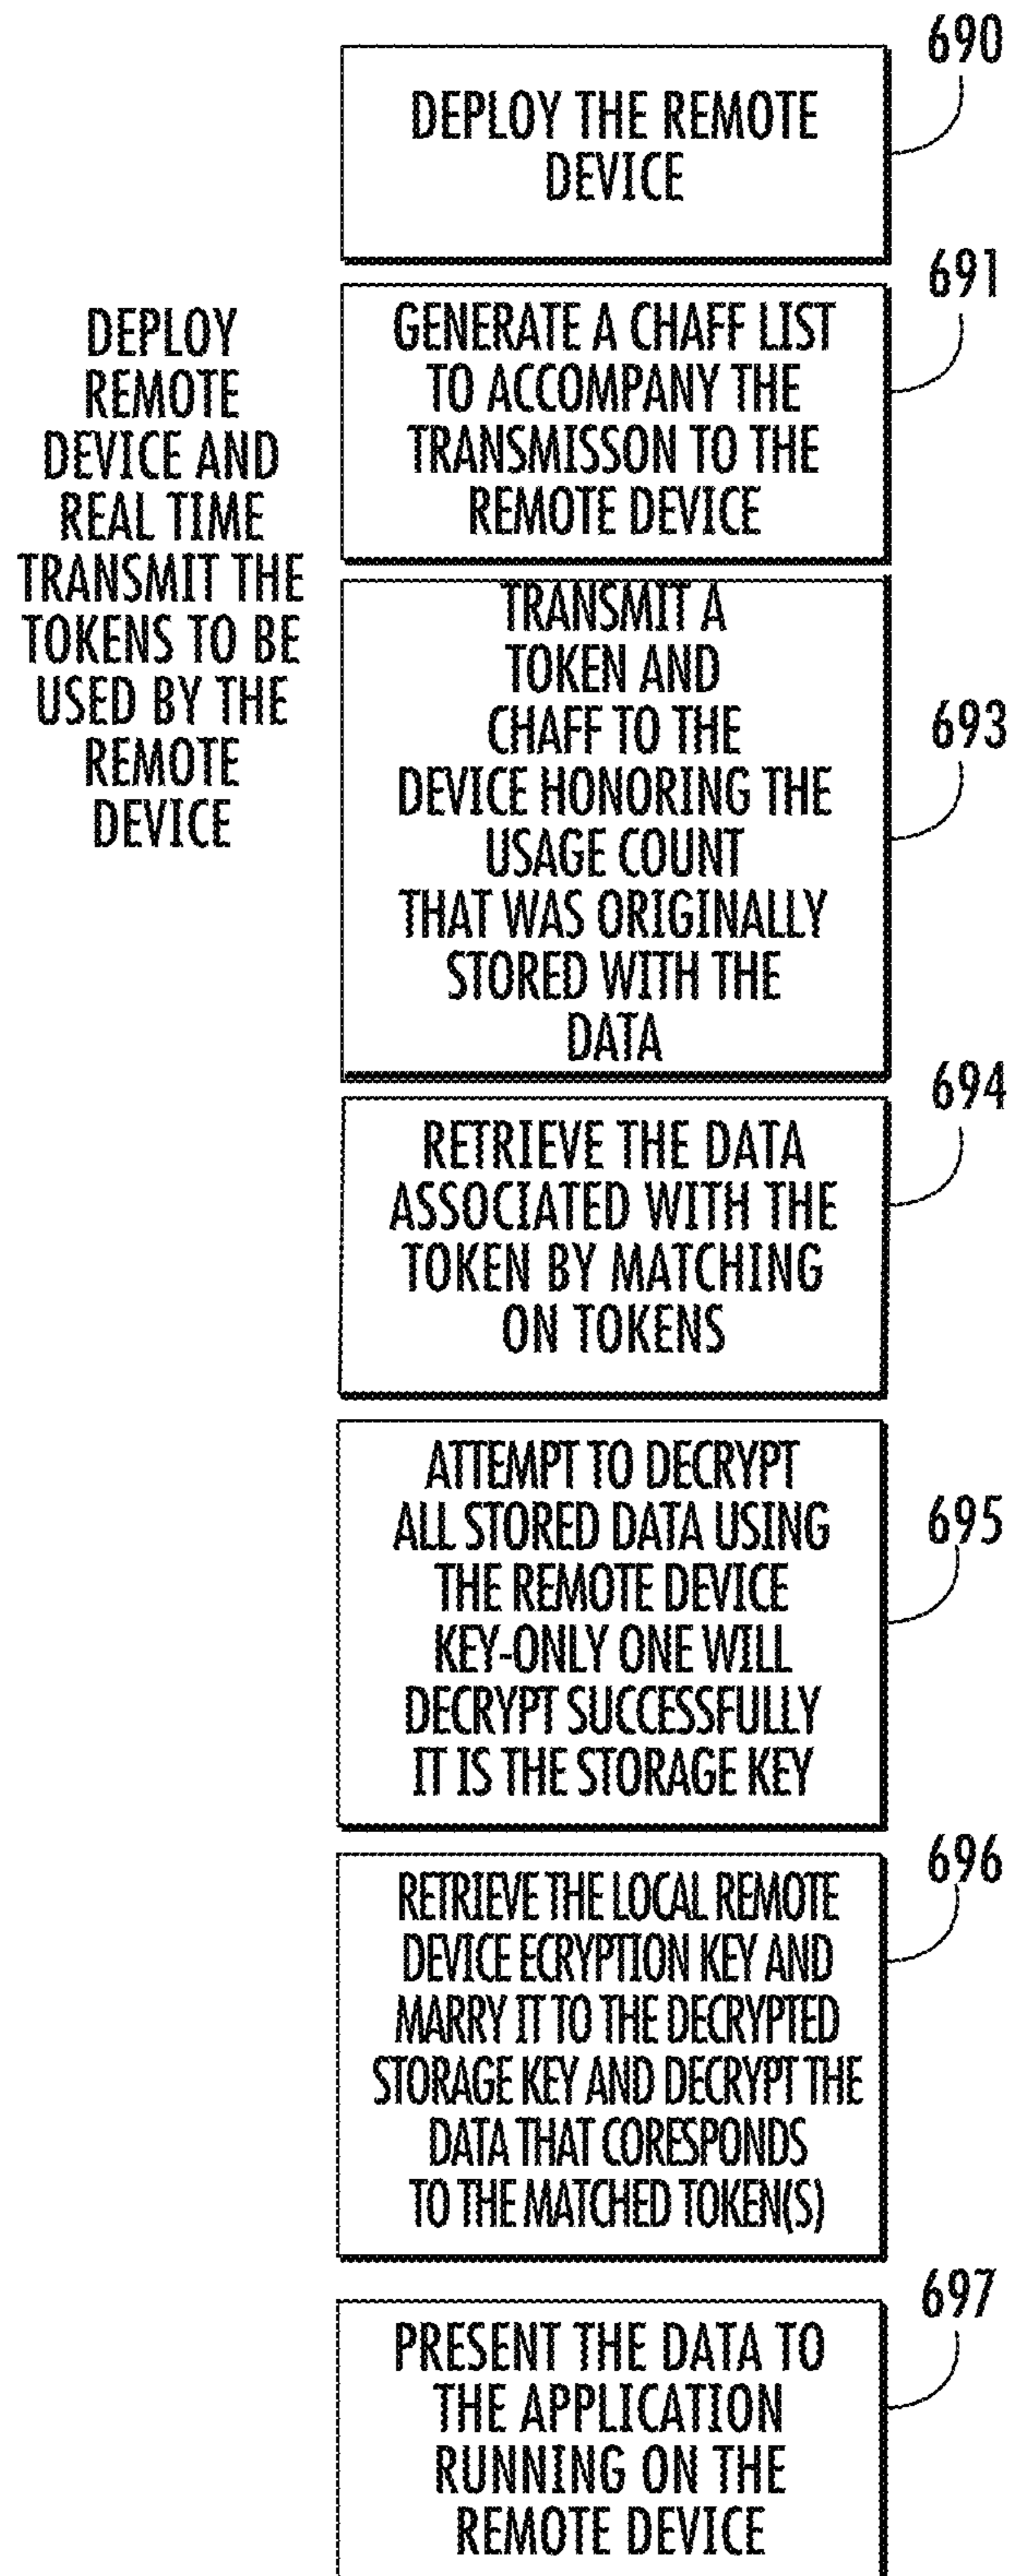 690
DEPLOY THE REMOTE
DEVICE
691
GENERATE A CHAFF LIST
TO ACCOMPANY THE
TRANSMISSON TO THE
REMOTE DEVICE
DEPLOY
REMOTE
DEVICE AND
REAL TIME
TRANSMIT THE
TOKENS TO BE
USED BY THE
REMOTE
DEVICE
693
TRANSMIT A
TOKEN AND
CHAFF TO THE
DEVICE HONORING THE
USAGE COUNT
THAT WAS ORIGINALLY
STORED WITH THE
DATA
694
RETRIEVE THE DATA
ASSOCIATED WITH THE
TOKEN BY MATCHING
ON TOKENS
695
ATTEMPT TO DECRYPT
ALL STORED DATA USING
THE REMOTE DEVICE
KEY-ONLY ONE WILL
DECRYPT SUCCESSFULLY
IT IS THE STORAGE KEY
696
RETRIEVE THE LOCAL REMOTE
DEVICE ECRYPTION KEY AND
MARRY IT TO THE DECRYPTED
STORAGE KEY AND DECRYPT THE
DATA THAT CORESPONDS
TO THE MATCHED TOKEN(S)
697
PRESENT THE DATA TO
THE APPLICATION
RUNNING ON THE
REMOTE DEVICE